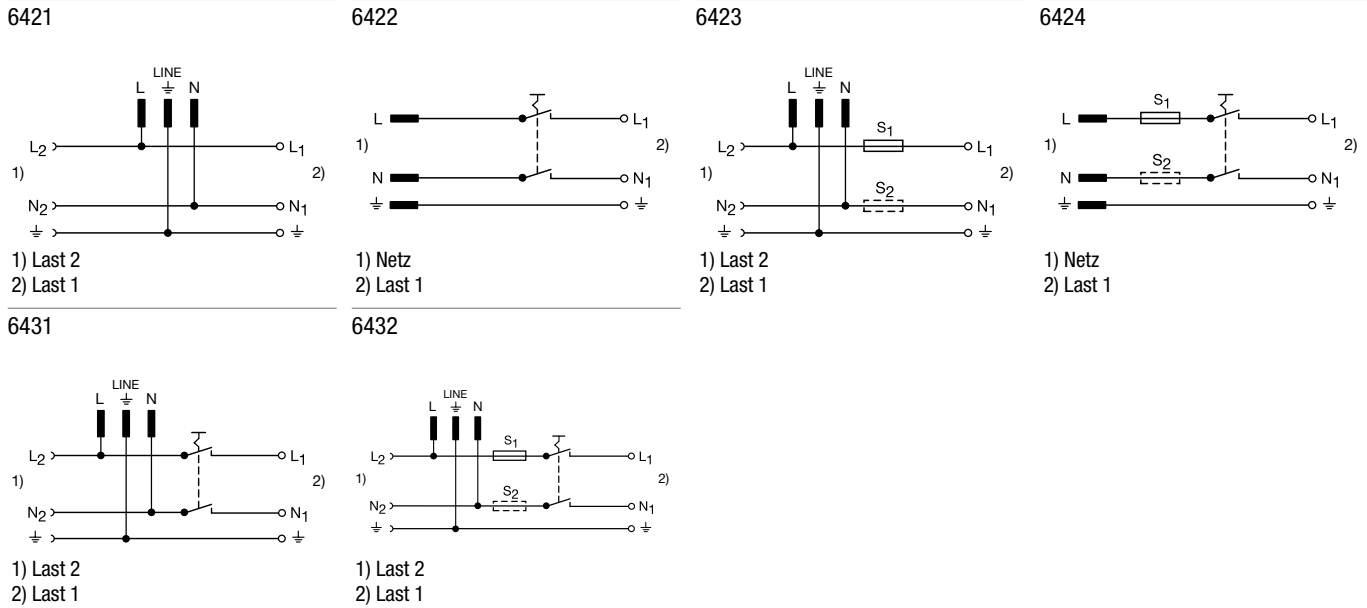 6421
LINE
L ⏚ N
L2 L1
1) 2)
N2 N1
⏚ ⏚
1) Last 2
2) Last 1
6422
L L1
1) 2)
N N1
⏚ ⏚
1) Netz
2) Last 1
6423
LINE
L ⏚ N
S1
L2 L1
1) 2)
S2
N2 N1
⏚ ⏚
1) Last 2
2) Last 1
6424
S1
L L1
1) 2)
S2
N N1
⏚ ⏚
1) Netz
2) Last 1
6431
LINE
L ⏚ N
L2 L1
1) 2)
N2 N1
⏚ ⏚
1) Last 2
2) Last 1
6432
LINE
L ⏚ N
S1
L2 L1
1) 2)
S2
N2 N1
⏚ ⏚
1) Last 2
2) Last 1